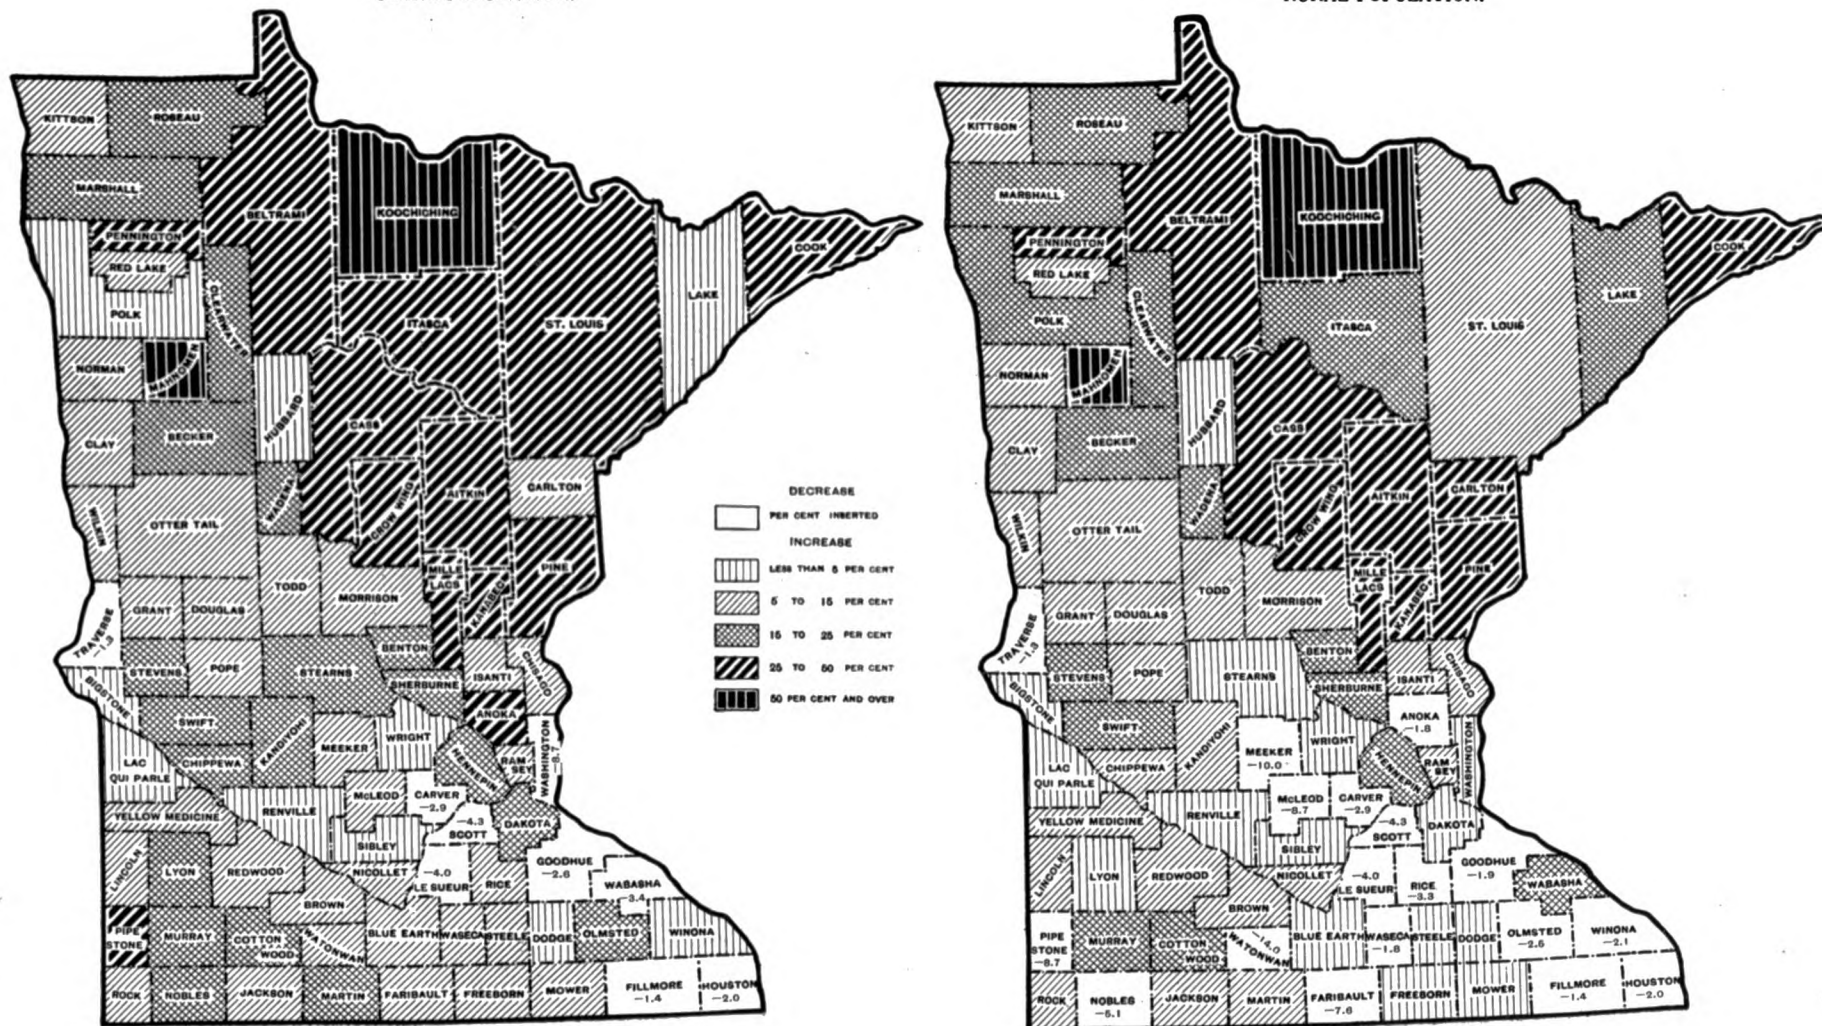 RURAL POPULATION.
KITTSON
ROSEAU
MARSHALL
BELTRAMI
KOOCHICHING
PENNINGTON
RED LAKE
COOK
LAKE
CLEARWATER
POLK
ITASCA
ST. LOUIS
NORMAN
MAHNOMEN
HUBBARD
CASS
CLAY
BECKER
WADENA
CROW WING
AITKIN
CARLTON
WILKIN
OTTER TAIL
PINE
MILLE
LACS
TODD
MORRISON
KANABEC
GRANT
DOUGLAS
TRAVERSE
-1.3
BENTON
STEVENS
POPE
STEARNS
ISANTI
CHISAGO
BIGSTONE
SHERBURNE
SWIFT
KANDIYOHI
ANOKA
WRIGHT
MEEKER
LAC
QUI PARLE
CHIPPEWA
HENNEPIN
RAM
SEY
WASHINGTON
-8.7
McLEOD
CARVER
-2.9
RENVILLE
YELLOW MEDICINE
-4.3
SCOTT
DAKOTA
SIBLEY
LINCOLN
LYON
REDWOOD
NICOLLET
-4.0
LE SUEUR
RICE
GOODHUE
-2.6
WABASHA
-3.4
BROWN
PIPE
STONE
MURRAY
COTTON
WOOD
WATONWAN
BLUE EARTH
WASECA
STEELE
DODGE
OLMSTED
WINONA
ROCK
NOBLES
JACKSON
MARTIN
FARIBAULT
FREEBORN
MOWER
FILLMORE
-1.4
HOUSTON
-2.0
DECREASE
PER CENT INSERTED
INCREASE
LESS THAN 5 PER CENT
5 TO 15 PER CENT
15 TO 25 PER CENT
25 TO 50 PER CENT
50 PER CENT AND OVER
KITTSON
ROSEAU
MARSHALL
BELTRAMI
KOOCHICHING
PENNINGTON
RED LAKE
COOK
LAKE
CLEARWATER
POLK
ITASCA
ST. LOUIS
NORMAN
MAHNOMEN
HUBBARD
CASS
CLAY
BECKER
WADENA
CROW WING
AITKIN
CARLTON
WILKIN
OTTER TAIL
PINE
MILLE
LACS
TODD
MORRISON
KANABEC
GRANT
DOUGLAS
TRAVERSE
-1.3
BENTON
STEVENS
POPE
STEARNS
ISANTI
CHISAGO
BIGSTONE
SHERBURNE
SWIFT
KANDIYOHI
ANOKA
-1.8
WRIGHT
MEEKER
-10.0
LAC
QUI PARLE
CHIPPEWA
HENNEPIN
RAM
SEY
WASHINGTON
McLEOD
-8.7
CARVER
-2.9
RENVILLE
YELLOW MEDICINE
-4.3
SCOTT
DAKOTA
SIBLEY
LINCOLN
LYON
REDWOOD
NICOLLET
-4.0
LE SUEUR
RICE
-3.3
GOODHUE
-1.9
WABASHA
BROWN
PIPE
STONE
-8.7
MURRAY
COTTON
WOOD
-14.0
WATONWAN
BLUE EARTH
WASECA
-1.8
STEELE
DODGE
OLMSTED
-2.5
WINONA
-2.1
ROCK
NOBLES
-5.1
JACKSON
MARTIN
FARIBAULT
-7.6
FREEBORN
MOWER
FILLMORE
-1.4
HOUSTON
-2.0